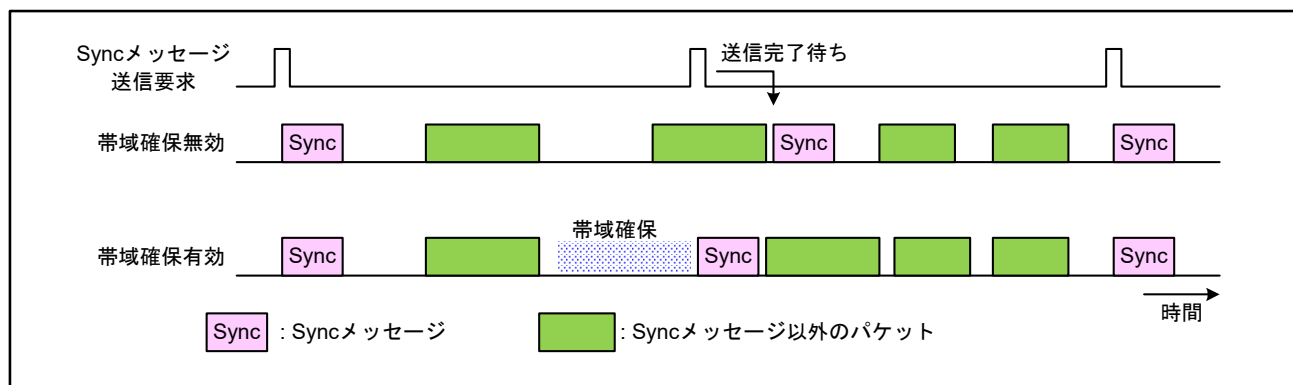 Syncメッセージ
送信要求
送信完了待ち
帯域確保無効
Sync
Sync
Sync
帯域確保
帯域確保有効
Sync
Sync
Sync
時間
Sync : Syncメッセージ
: Syncメッセージ以外のパケット